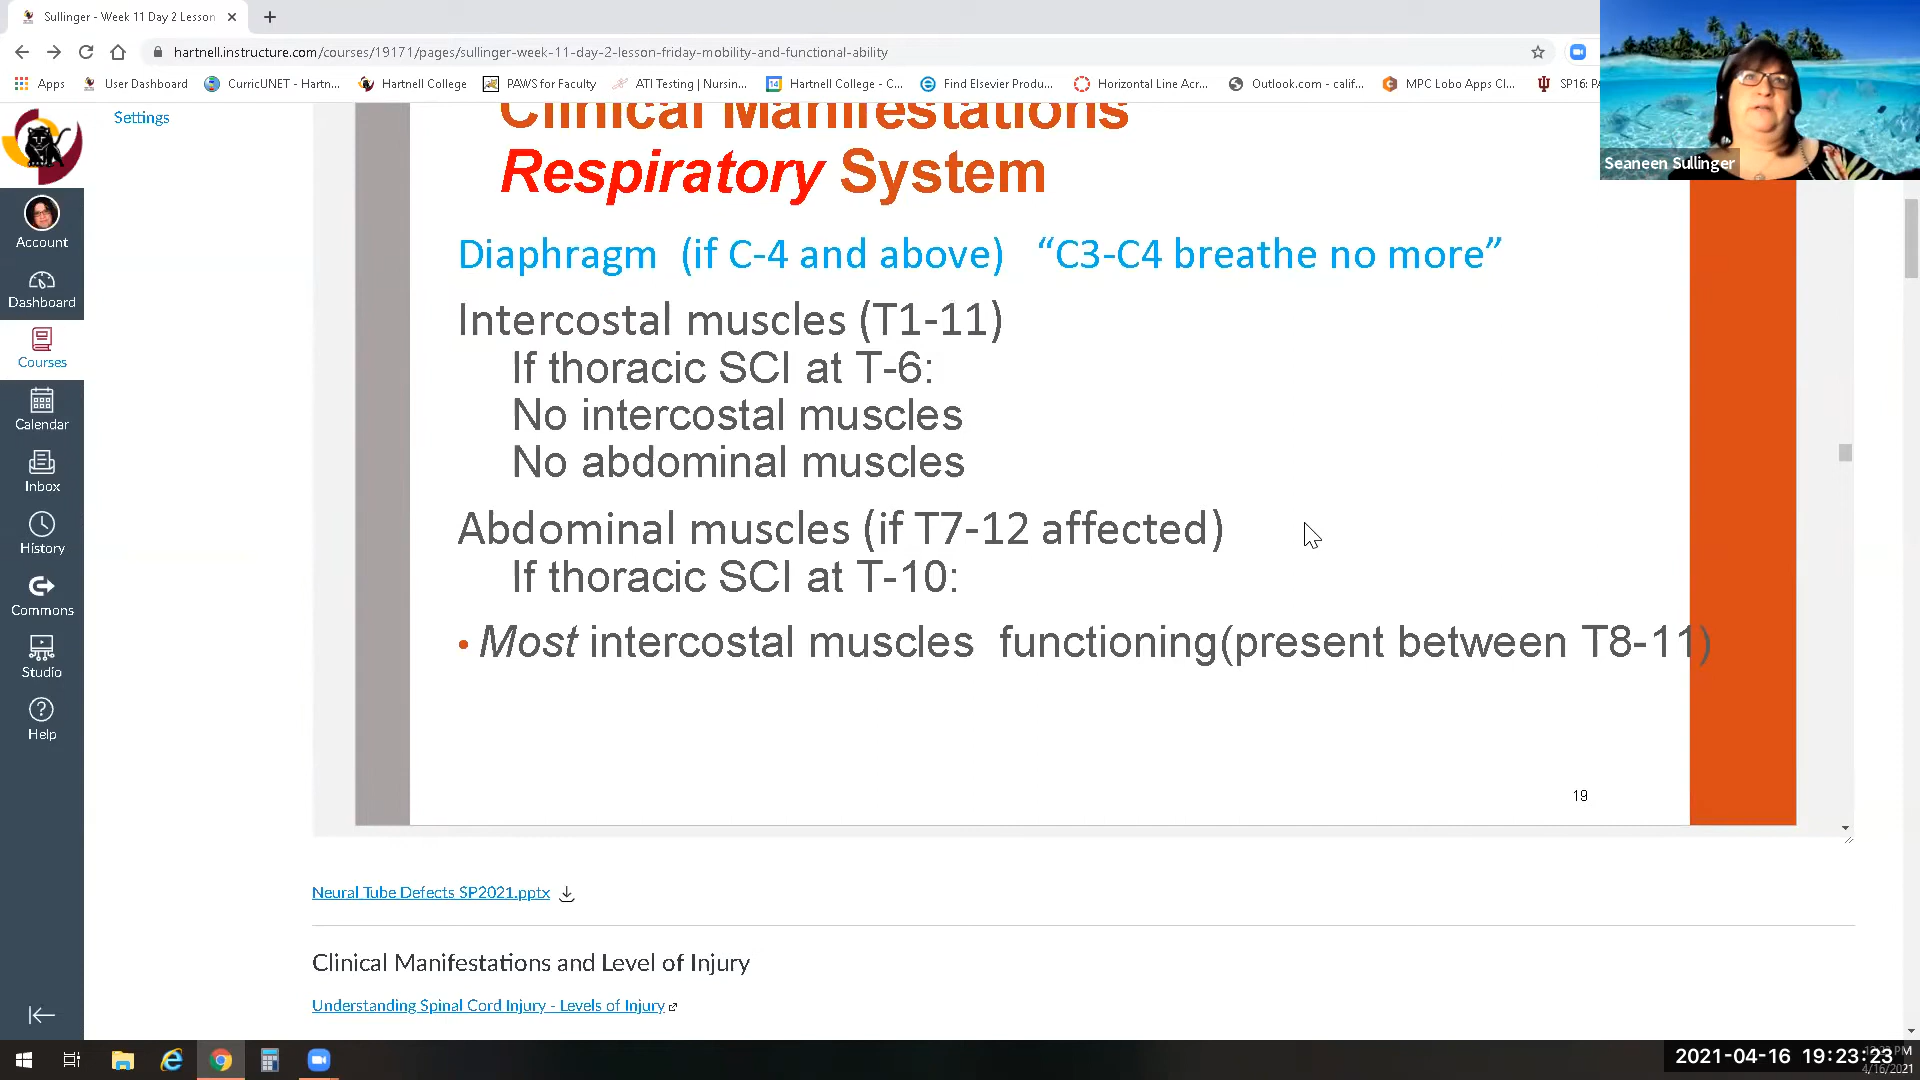 Sullinger - Week 11 Day 2 Lesson
hartnell.instructure.com/courses/19171/pages/sullinger-week-11-day-2-lesson-friday-mobility-and-functional-ability
Apps
User Dashboard
CurricUNET - Hartn...
Hartnell College
PAWS for Faculty
ATI Testing | Nursin...
Hartnell College - C...
Find Elsevier Produ...
Horizontal Line Acr...
Outlook.com - calif...
MPC Lobo Apps Cl...
SP16: PA
Seaneen Sullinger
Settings
Account
Dashboard
Courses
Calendar
Inbox
History
Commons
Studio
Help
Clinical Manifestations
Respiratory System
Diaphragm (if C-4 and above) “C3-C4 breathe no more”
Intercostal muscles (T1-11)
If thoracic SCI at T-6:
No intercostal muscles
No abdominal muscles
Abdominal muscles (if T7-12 affected)
If thoracic SCI at T-10:
• Most intercostal muscles functioning(present between T8-11)
19
Neural Tube Defects SP2021.pptx
Clinical Manifestations and Level of Injury
Understanding Spinal Cord Injury - Levels of Injury
2021-04-16 19:23:23
4/16/2021